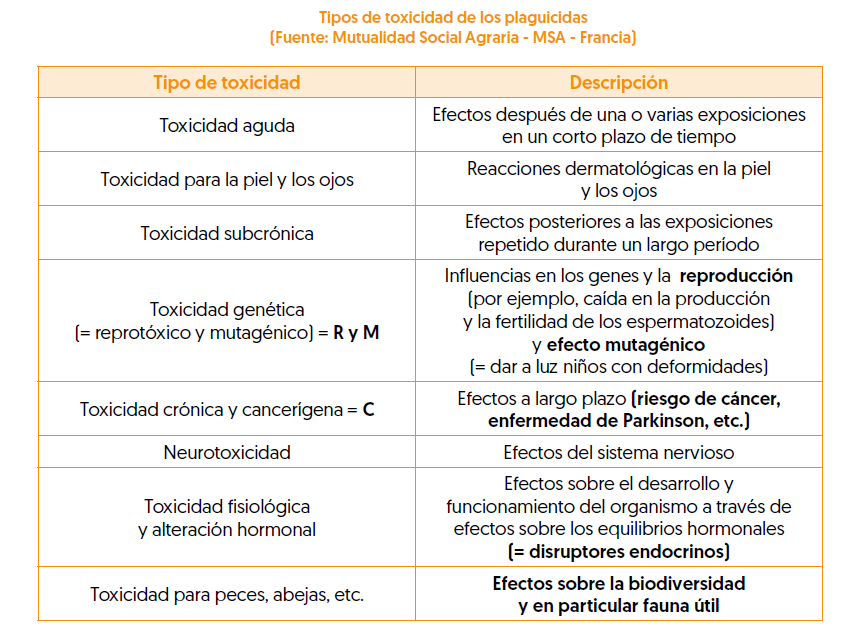 Tipos de toxicidad de los plaguicidas
(Fuente: Mutualidad Social Agraria - MSA - Francia)
Tipo de toxicidad
Descripción
Toxicidad aguda
Efectos después de una o varias exposiciones
en un corto plazo de tiempo
Toxicidad para la piel y los ojos
Reacciones dermatológicas en la piel
y los ojos
Toxicidad subcrónica
Efectos posteriores a las exposiciones
repetido durante un largo período
Toxicidad genética
(= reprotóxico y mutagénico) = R y M
Influencias en los genes y la reproducción
(por ejemplo, caída en la producción
y la fertilidad de los espermatozoides)
y efecto mutagénico
(= dar a luz niños con deformidades)
Toxicidad crónica y cancerígena = C
Efectos a largo plazo (riesgo de cáncer,
enfermedad de Parkinson, etc.)
Neurotoxicidad
Efectos del sistema nervioso
Toxicidad fisiológica
y alteración hormonal
Efectos sobre el desarrollo y
funcionamiento del organismo a través de
efectos sobre los equilibrios hormonales
(= disruptores endocrinos)
Toxicidad para peces, abejas, etc.
Efectos sobre la biodiversidad
y en particular fauna útil